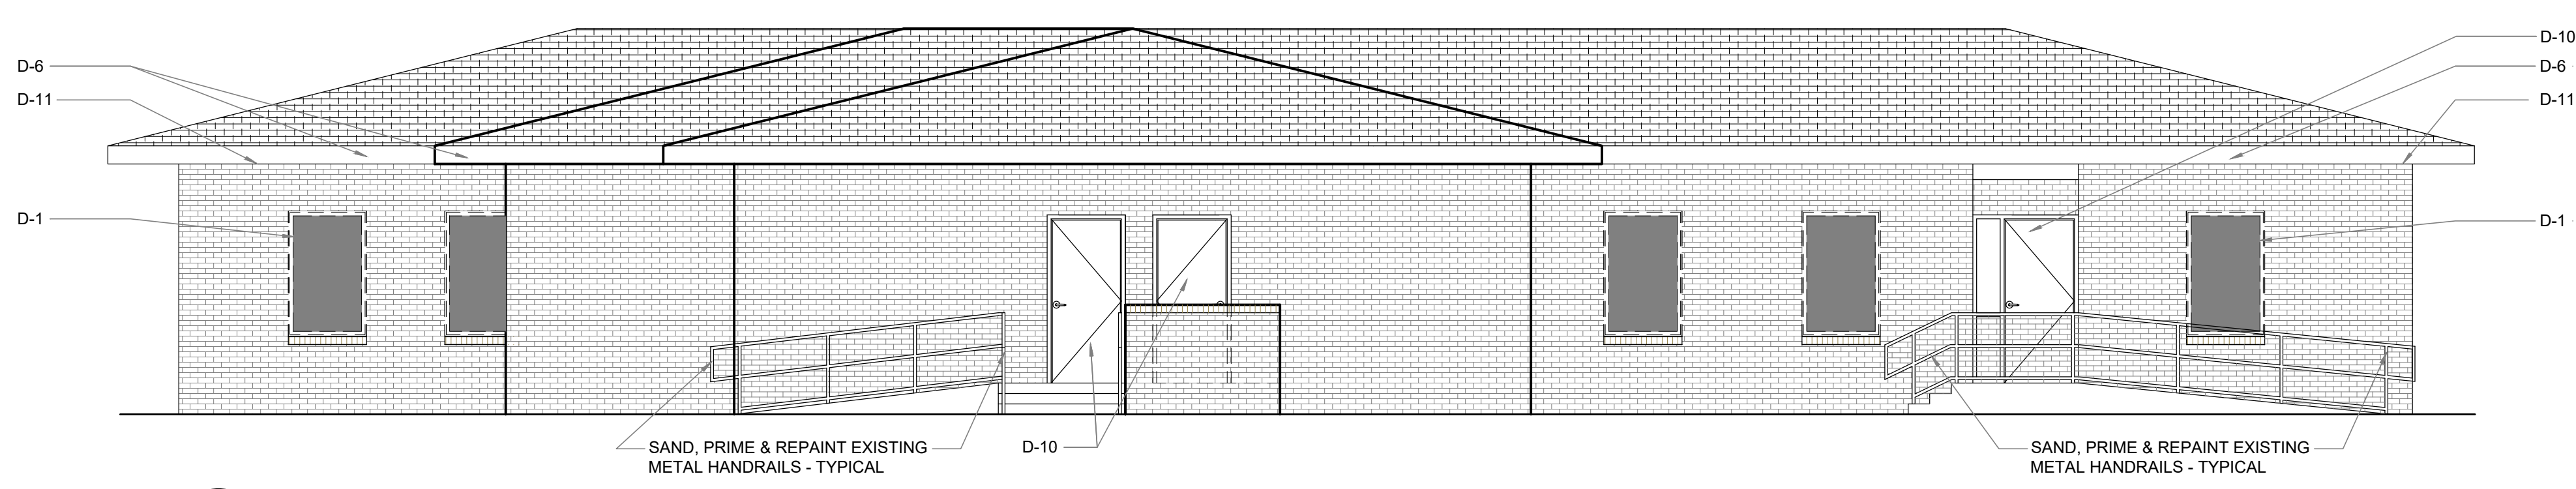 D-6
D-11
D-1
D-10
D-6
D-11
D-1
SAND, PRIME & REPAINT EXISTING
METAL HANDRAILS - TYPICAL
D-10
SAND, PRIME & REPAINT EXISTING
METAL HANDRAILS - TYPICAL